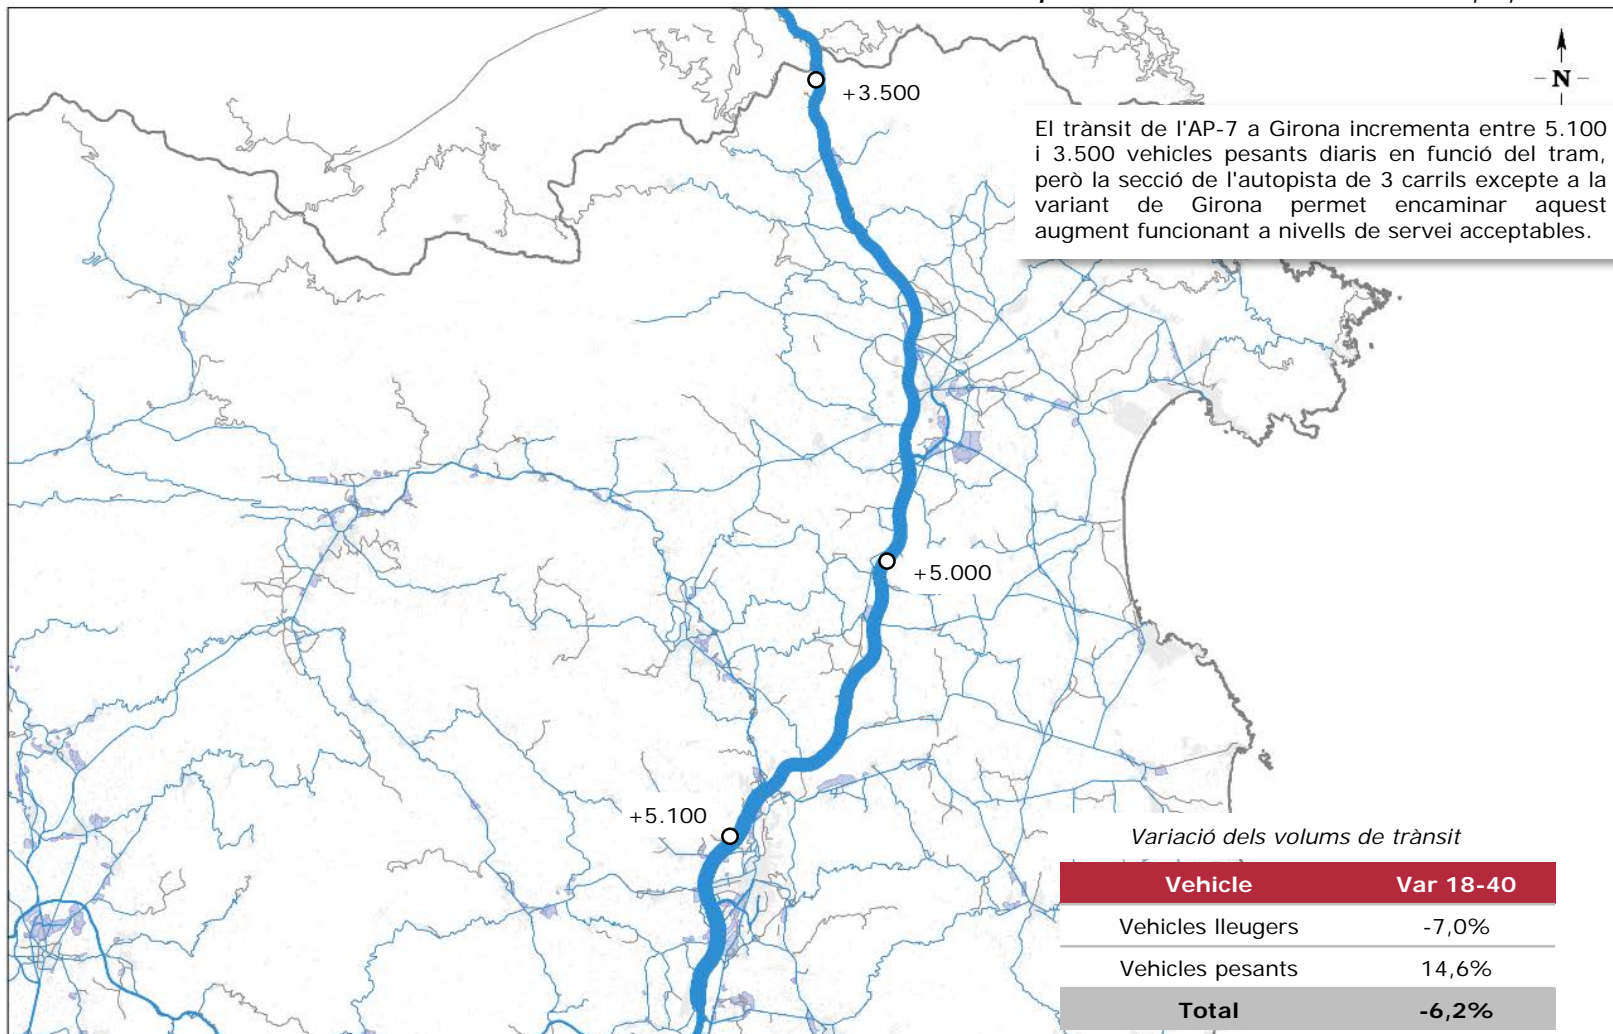 N
+3.500
El trànsit de l'AP-7 a Girona incrementa entre 5.100
i 3.500 vehicles pesants diaris en funció del tram,
però la secció de l'autopista de 3 carrils excepte a la
variant de Girona permet encaminar aquest
augment funcionant a nivells de servei acceptables.
+5.000
+5.100
Variació dels volums de trànsit
Vehicle Var 18-40
Vehicles lleugers -7,0%
Vehicles pesants 14,6%
Total -6,2%